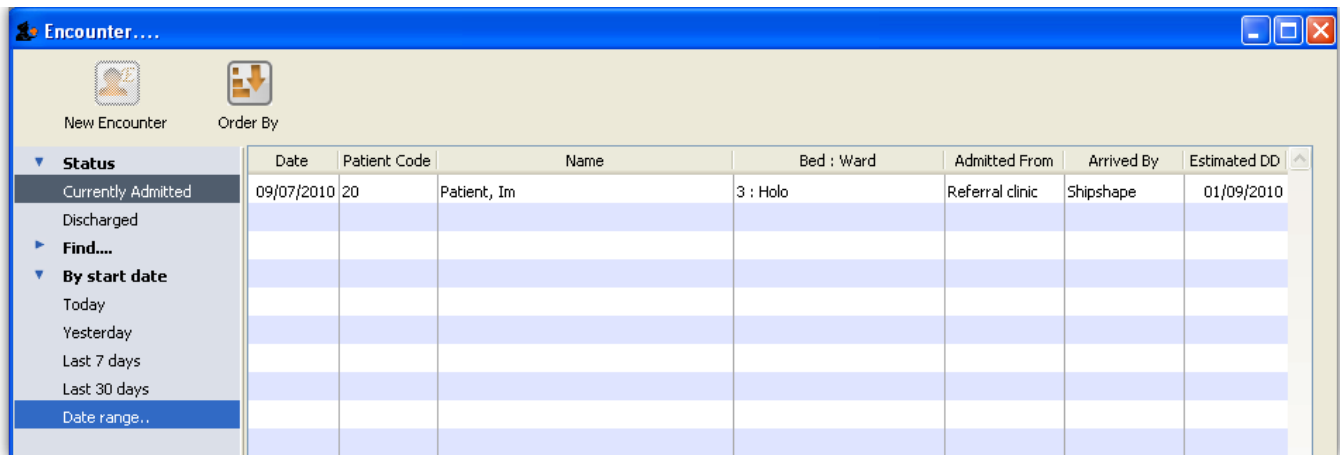 Encounter....
New Encounter
Order By
Status
Currently Admitted
Discharged
Find....
By start date
Today
Yesterday
Last 7 days
Last 30 days
Date range..
Date Patient Code Name Bed : Ward Admitted From Arrived By Estimated DD
09/07/2010 20 Patient, Im 3 : Holo Referral clinic Shipshape 01/09/2010